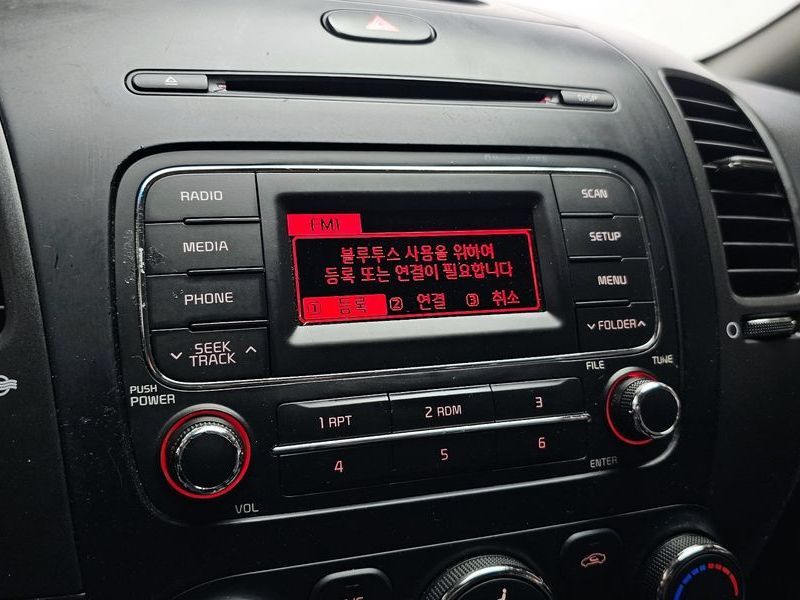 DISP
RADIO
SCAN
FM1
MEDIA
SETUP
블루투스 사용을 위하여
등록 또는 연결이 필요합니다
1 등록 2 연결 3 취소
PHONE
MENU
SEEK
TRACK
FOLDER
FILE
TUNE
PUSH
POWER
1 RPT
2 RDM
3
4
5
6
VOL
ENTER